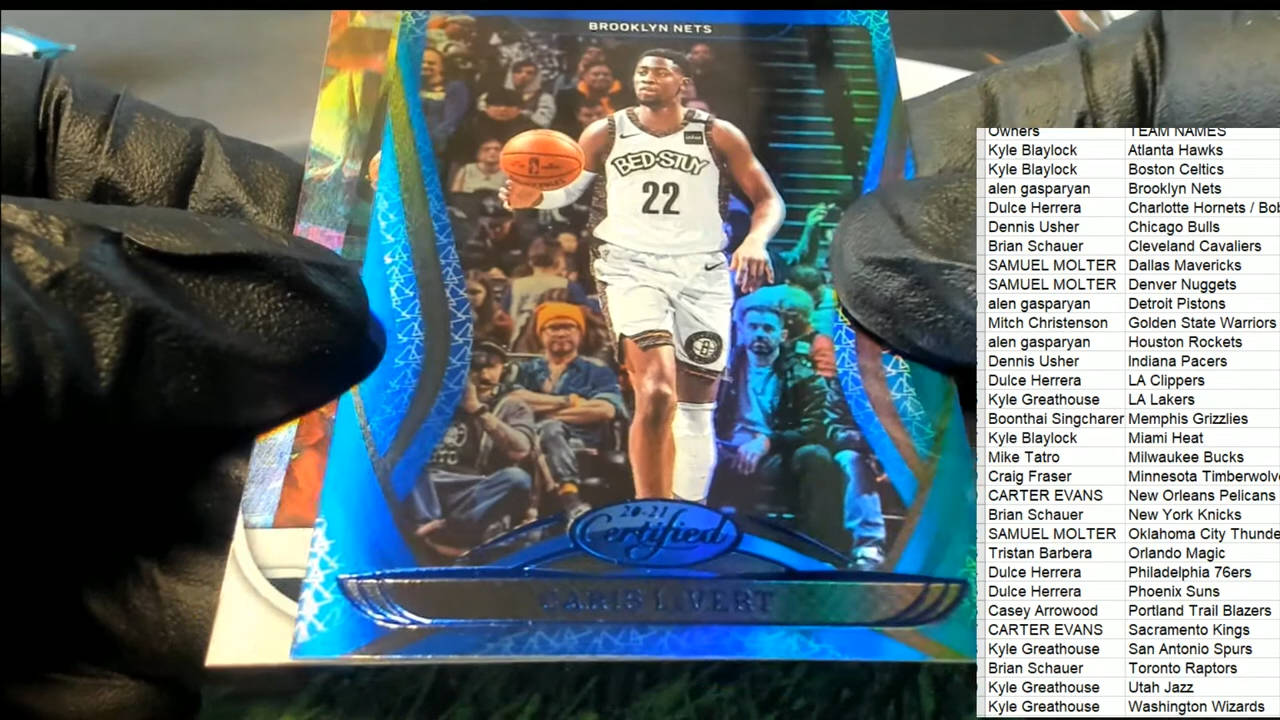 BROOKLYN NETS
BED-STUY
22
20-21
Certified
CARIS LEVERT
Owners TEAM NAMES
Kyle Blaylock Atlanta Hawks
Kyle Blaylock Boston Celtics
alen gasparyan Brooklyn Nets
Dulce Herrera Charlotte Hornets / Bob
Dennis Usher Chicago Bulls
Brian Schauer Cleveland Cavaliers
SAMUEL MOLTER Dallas Mavericks
SAMUEL MOLTER Denver Nuggets
alen gasparyan Detroit Pistons
Mitch Christenson Golden State Warriors
alen gasparyan Houston Rockets
Dennis Usher Indiana Pacers
Dulce Herrera LA Clippers
Kyle Greathouse LA Lakers
Boonthai Singcharer Memphis Grizzlies
Kyle Blaylock Miami Heat
Mike Tatro Milwaukee Bucks
Craig Fraser Minnesota Timberwolve
CARTER EVANS New Orleans Pelicans
Brian Schauer New York Knicks
SAMUEL MOLTER Oklahoma City Thunde
Tristan Barbera Orlando Magic
Dulce Herrera Philadelphia 76ers
Dulce Herrera Phoenix Suns
Casey Arrowood Portland Trail Blazers
CARTER EVANS Sacramento Kings
Kyle Greathouse San Antonio Spurs
Brian Schauer Toronto Raptors
Kyle Greathouse Utah Jazz
Kyle Greathouse Washington Wizards